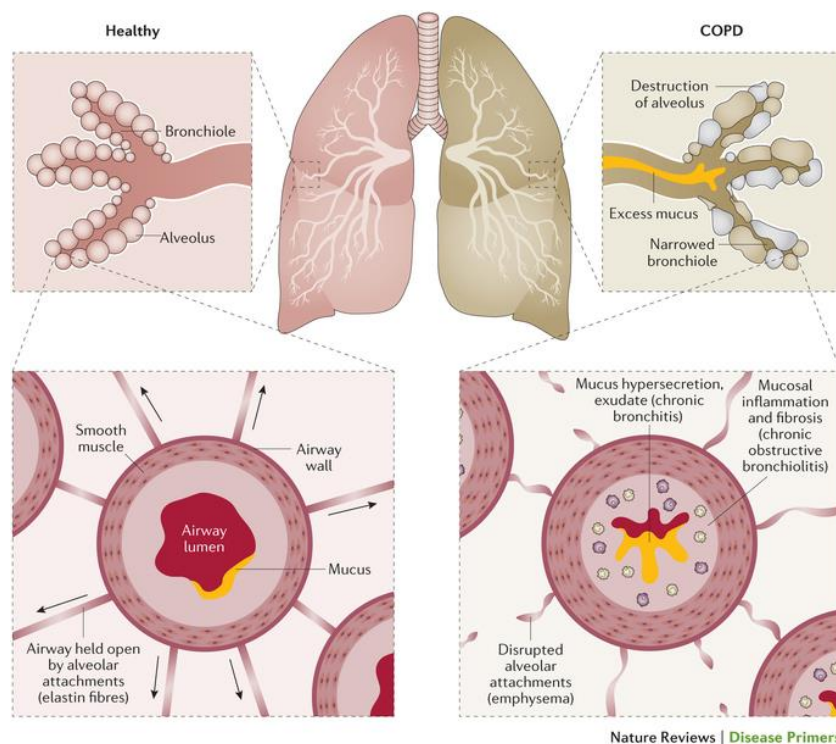 Healthy
COPD
Bronchiole
Alveolus
Destruction
of alveolus
Excess mucus
Narrowed
bronchiole
Smooth
muscle
Airway
wall
Airway
lumen
Mucus
Airway held open
by alveolar
attachments
(elastin fibres)
Mucus hypersecretion,
exudate (chronic
bronchitis)
Mucosal
inflammation
and fibrosis
(chronic
obstructive
bronchiolitis)
Disrupted
alveolar
attachments
(emphysema)
Nature Reviews | Disease Primers